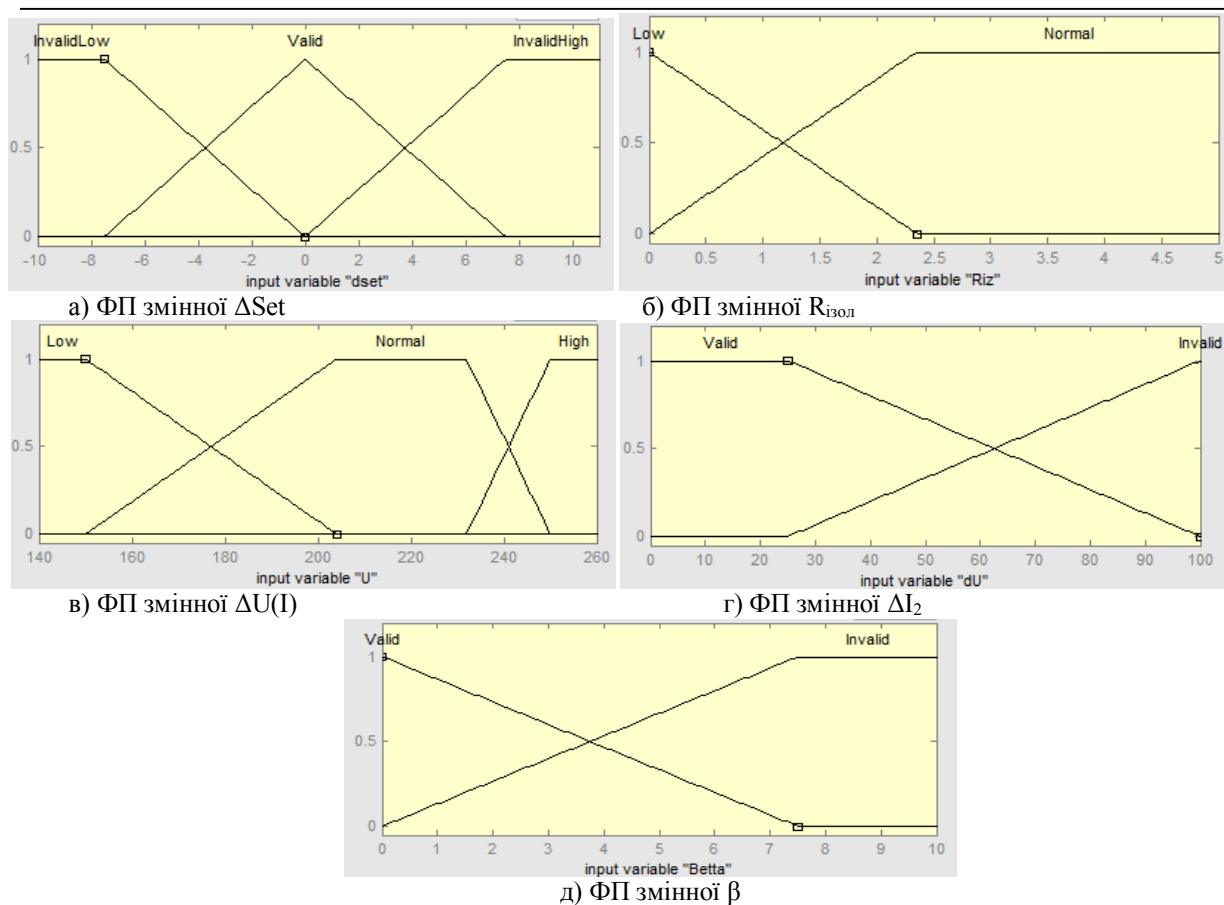 InvalidLow Valid InvalidHigh
1
0.5
0
-10 -8 -6 -4 -2 0 2 4 6 8 10
input variable "dset"
а) ФП змінної ΔSet
Low Normal
1
0.5
0
0 0.5 1 1.5 2 2.5 3 3.5 4 4.5 5
input variable "Riz"
б) ФП змінної Rізол
Low Normal High
1
0.5
0
140 160 180 200 220 240 260
input variable "U"
в) ФП змінної ΔU(I)
Valid Invalid
1
0.5
0
0 10 20 30 40 50 60 70 80 90 100
input variable "dU"
г) ФП змінної ΔI₂
Valid Invalid
1
0.5
0
0 1 2 3 4 5 6 7 8 9 10
input variable "Betta"
д) ФП змінної β